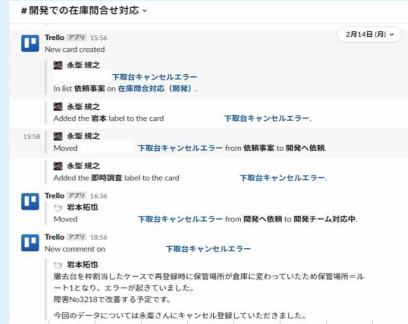 # 開発での在庫問合せ対応
2月14日 (月)
Trello アプリ 15:56
New card created
永峯 規之
下取台キャンセルエラー
In list 依頼事案 on 在庫問合対応（開発）.
永峯 規之
Added the 岩本 label to the card 下取台キャンセルエラー.
15:58 永峯 規之
Moved 下取台キャンセルエラー from 依頼事案 to 開発へ依頼.
永峯 規之
Added the 即時調査 label to the card 下取台キャンセルエラー.
Trello アプリ 16:36
岩本拓也
Moved 下取台キャンセルエラー from 開発へ依頼 to 開発チーム対応中.
Trello アプリ 18:56
New comment on 下取台キャンセルエラー
岩本拓也
撤去台を枠割当したケースで再登録時に保管場所が倉庫に変わっていたため保管場所＝ル
ート1となり、エラーが起きていました。
障害No3218で改善する予定です。
今回のデータについては永峯さんにキャンセル登録していただきました。